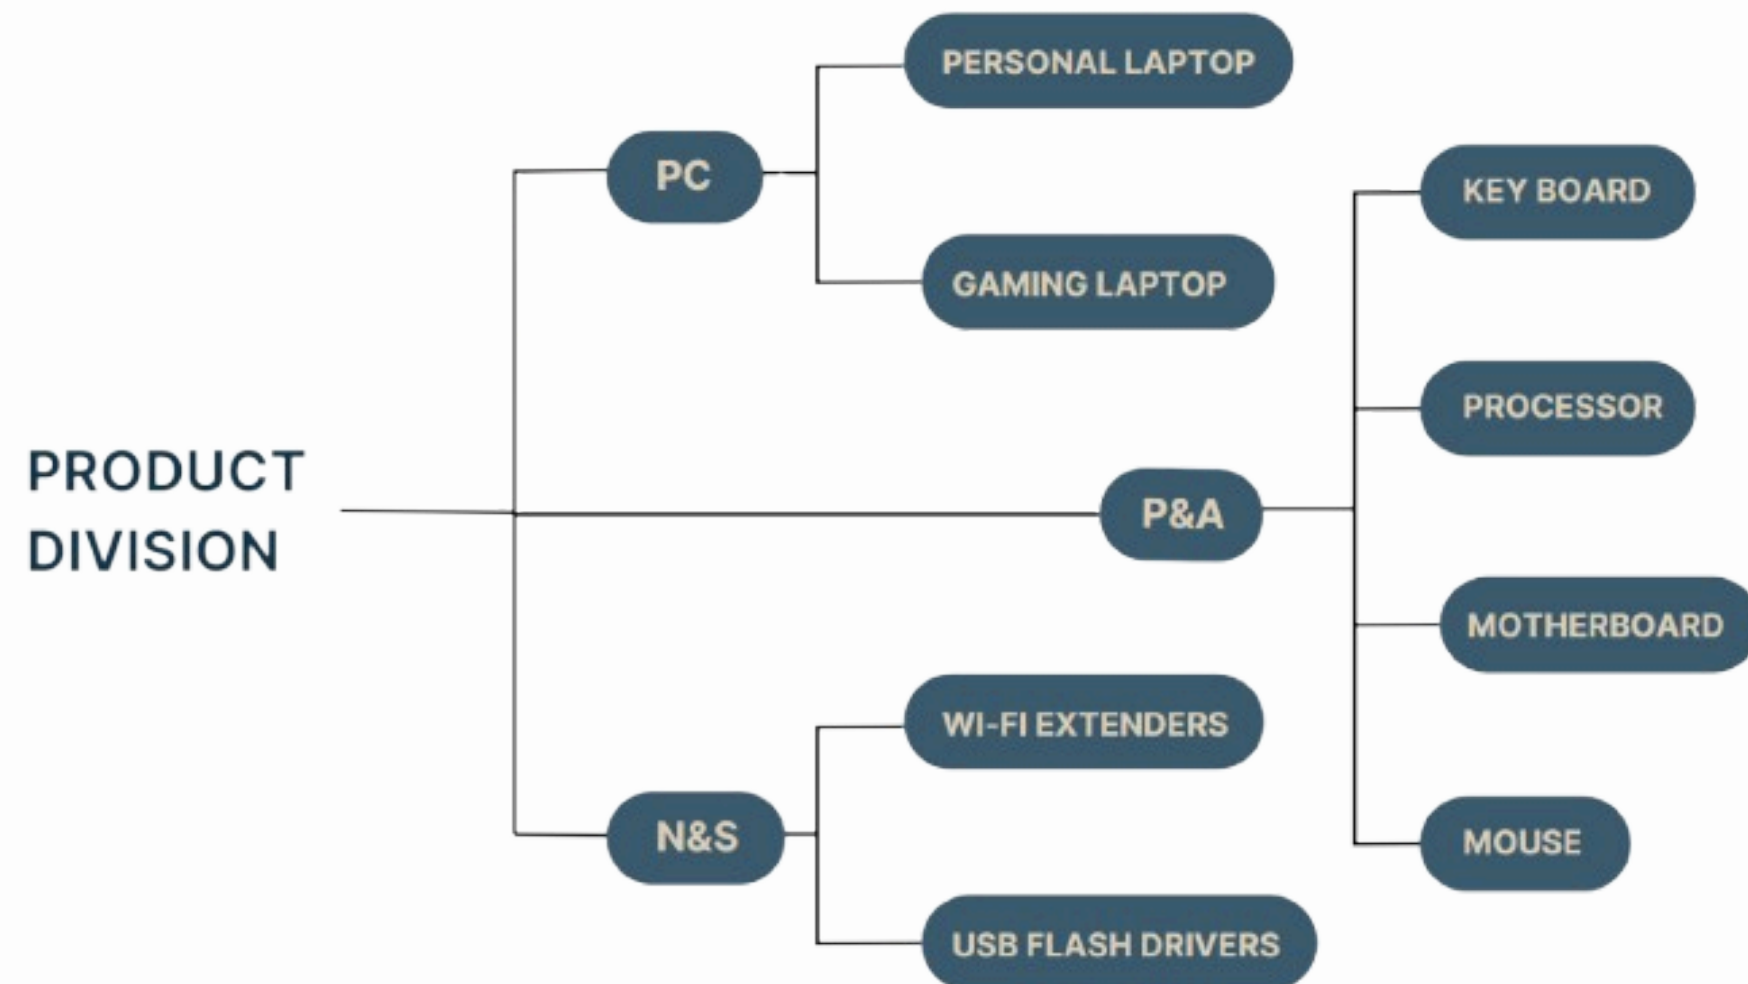 PRODUCT
DIVISION
PC
PERSONAL LAPTOP
GAMING LAPTOP
P&A
KEY BOARD
PROCESSOR
MOTHERBOARD
MOUSE
N&S
WI-FI EXTENDERS
USB FLASH DRIVERS